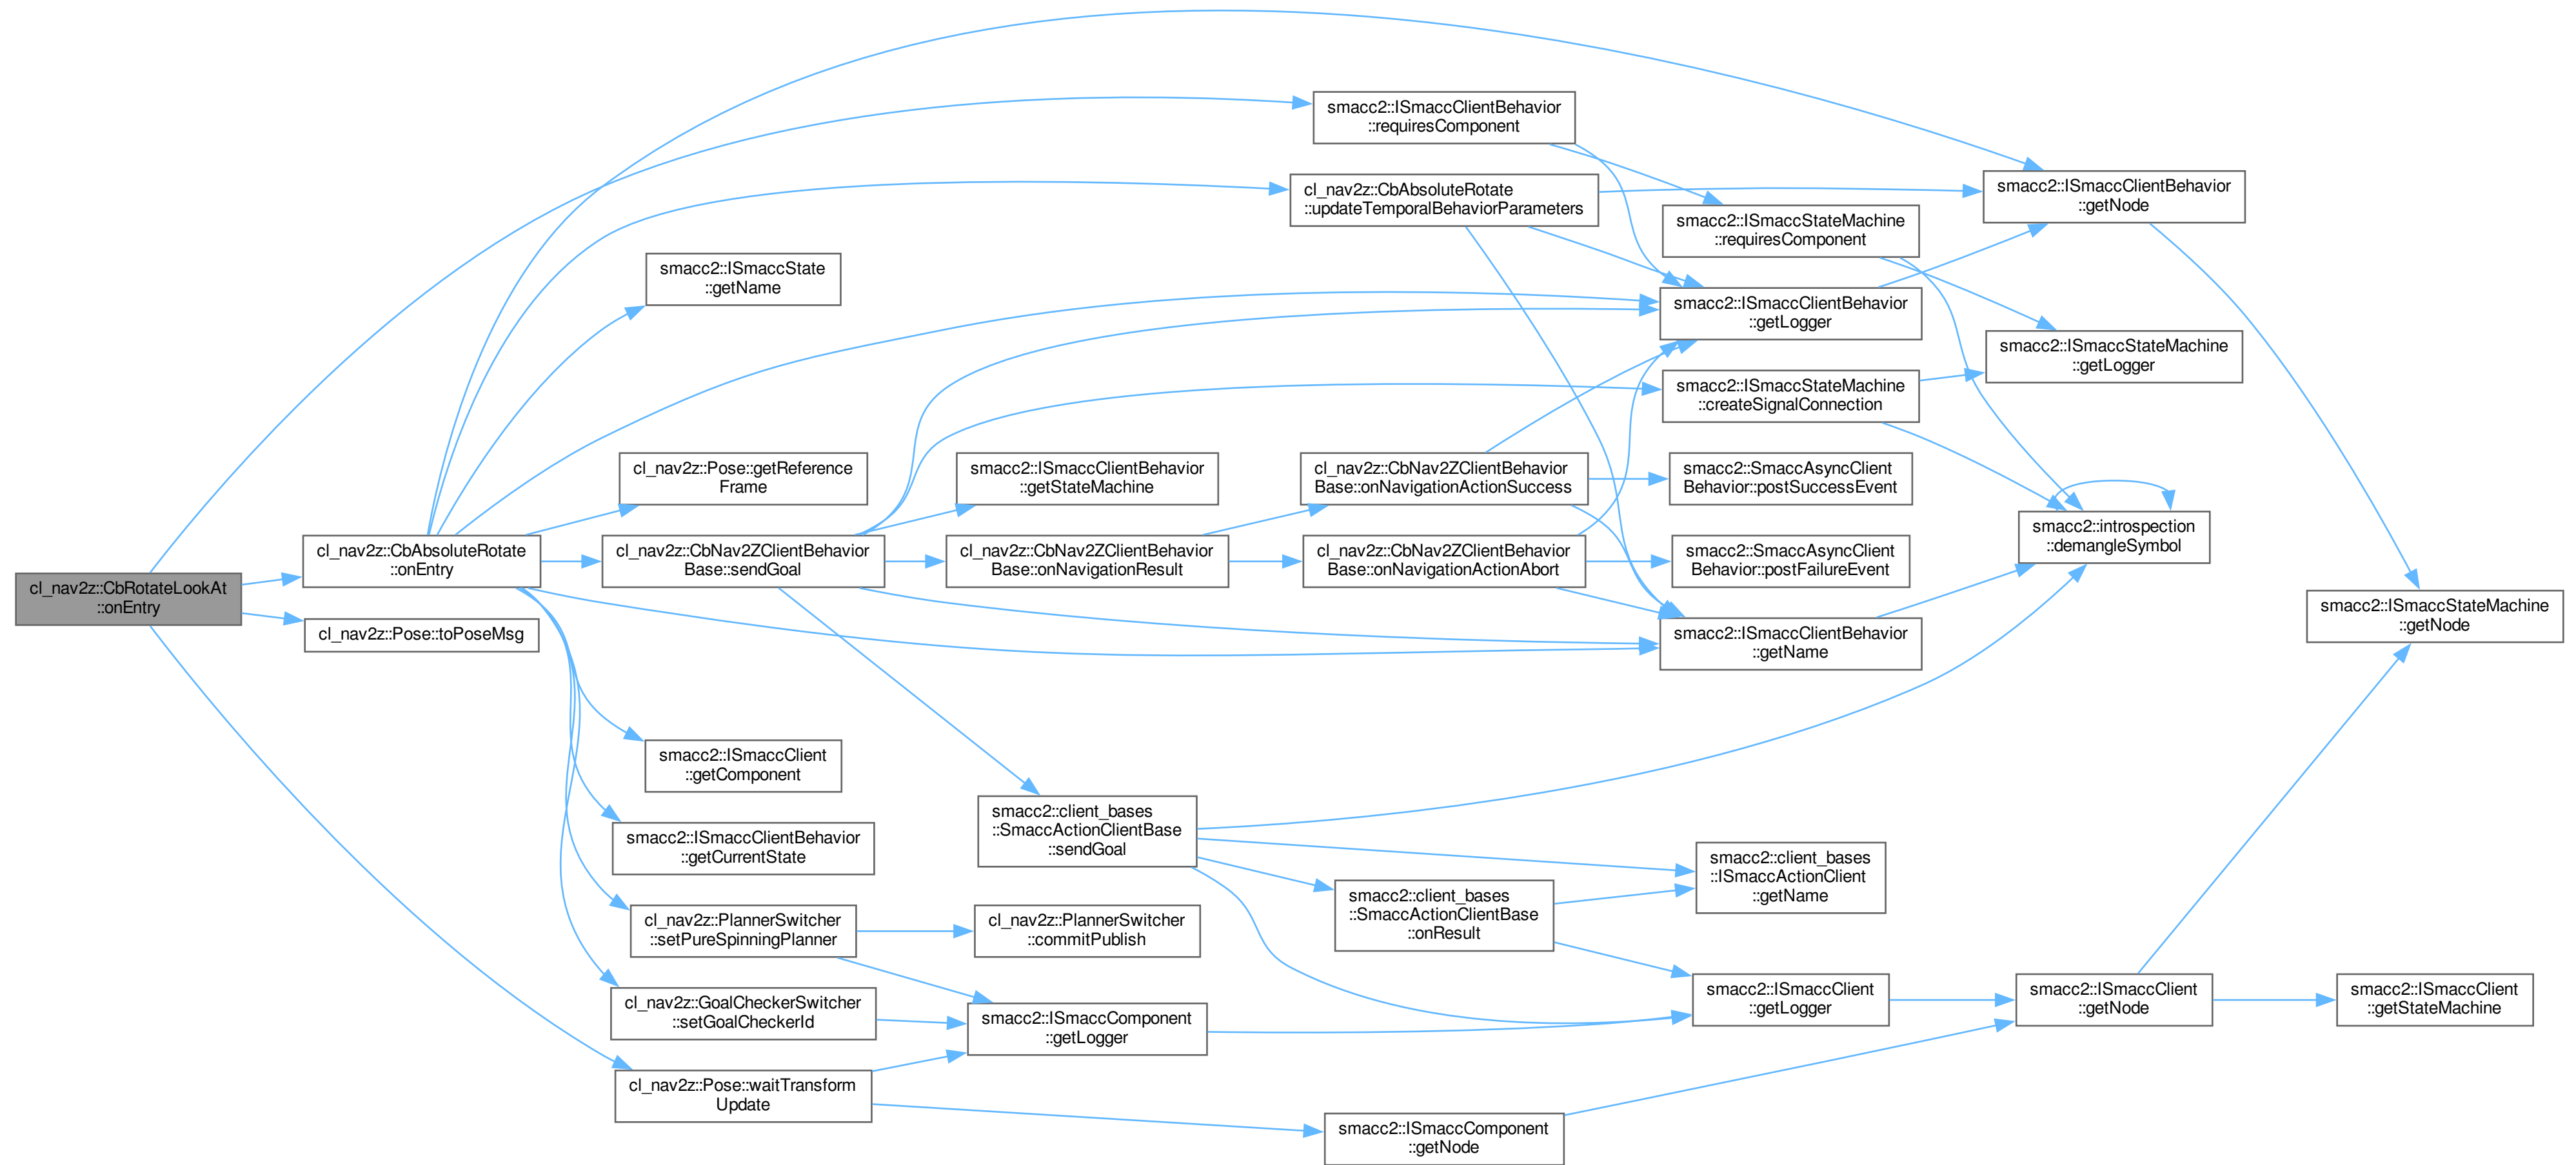 cl_nav2z::CbRotateLookAt
::onEntry
cl_nav2z::CbAbsoluteRotate
::onEntry
cl_nav2z::Pose::toPoseMsg
smacc2::ISmaccState
::getName
cl_nav2z::Pose::getReference
Frame
cl_nav2z::CbNav2ZClientBehavior
Base::sendGoal
smacc2::ISmaccClient
::getComponent
smacc2::ISmaccClientBehavior
::getCurrentState
cl_nav2z::PlannerSwitcher
::setPureSpinningPlanner
cl_nav2z::GoalCheckerSwitcher
::setGoalCheckerId
cl_nav2z::Pose::waitTransform
Update
smacc2::ISmaccClientBehavior
::getStateMachine
cl_nav2z::CbNav2ZClientBehavior
Base::onNavigationResult
smacc2::client_bases
::SmaccActionClientBase
::sendGoal
cl_nav2z::PlannerSwitcher
::commitPublish
smacc2::ISmaccComponent
::getLogger
smacc2::ISmaccClientBehavior
::requiresComponent
cl_nav2z::CbAbsoluteRotate
::updateTemporalBehaviorParameters
cl_nav2z::CbNav2ZClientBehavior
Base::onNavigationActionSuccess
cl_nav2z::CbNav2ZClientBehavior
Base::onNavigationActionAbort
smacc2::client_bases
::SmaccActionClientBase
::onResult
smacc2::ISmaccComponent
::getNode
smacc2::ISmaccStateMachine
::requiresComponent
smacc2::ISmaccClientBehavior
::getLogger
smacc2::ISmaccStateMachine
::createSignalConnection
smacc2::SmaccAsyncClient
Behavior::postSuccessEvent
smacc2::SmaccAsyncClient
Behavior::postFailureEvent
smacc2::ISmaccClientBehavior
::getName
smacc2::client_bases
::ISmaccActionClient
::getName
smacc2::ISmaccClient
::getLogger
smacc2::ISmaccClientBehavior
::getNode
smacc2::ISmaccStateMachine
::getLogger
smacc2::introspection
::demangleSymbol
smacc2::ISmaccClient
::getNode
smacc2::ISmaccStateMachine
::getNode
smacc2::ISmaccClient
::getStateMachine